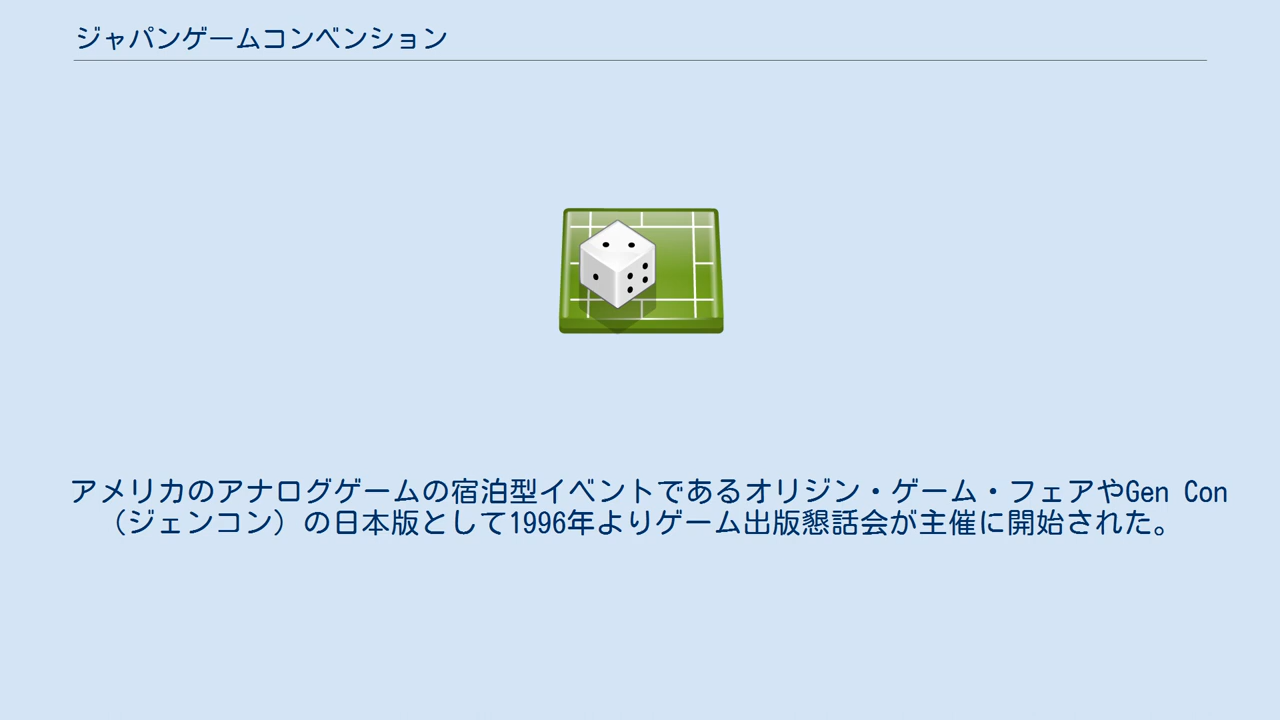 ジャパンゲームコンベンション
アメリカのアナログゲームの宿泊型イベントであるオリジン・ゲーム・フェアやGen Con
（ジェンコン）の日本版として1996年よりゲーム出版懇話会が主催に開始された。